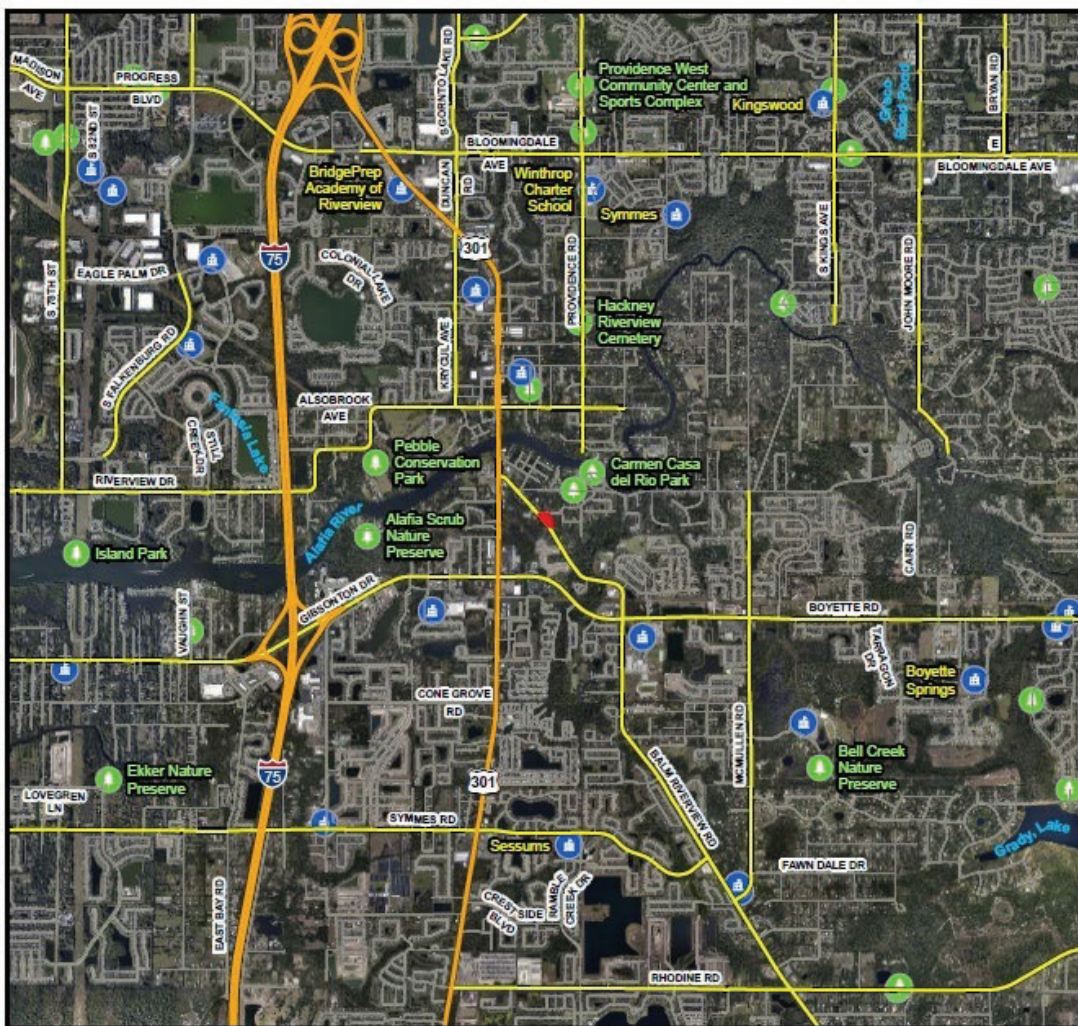 MADISON
AVE
PROGRESS
BLVD
S 82ND ST
S GORNTO LAKE RD
Providence West
Community Center and
Sports Complex
Kingswood
BRYAN RD
E
BLOOMINGDALE
AVE
BLOOMINGDALE AVE
BridgePrep
Academy of
Riverview
DUNCAN
RD
Winthrop
Charter
School
Symmes
S 78TH ST
EAGLE PALM DR
75
COLONIAL LAKE
DR
301
PROVIDENCE RD
S KINGS AVE
JOHN MOORE RD
Hackney
Riverview
Cemetery
S FALKENBURG RD
KRYCUL AVE
ALSOBROOK
AVE
STILL
CREEK DR
Pebble
Conservation
Park
Carmen Casa
del Rio Park
RIVERVIEW DR
Alafia River
Alafia Scrub
Nature
Preserve
Island Park
CARR RD
GIBSONTON DR
VAUGHN ST
BOYETTE RD
TARRAGON
DR
Boyette
Springs
CONE GROVE
RD
MCMULLEN RD
BALM RIVERVIEW RD
Bell Creek
Nature
Preserve
Ekker Nature
Preserve
LOVEGREN
LN
75
301
SYMMES RD
Sessums
Grady, Lake
FAWN DALE DR
EAST BAY RD
CREST SIDE
BLVD
RAMBLE
CREEK DR
RHODINE RD